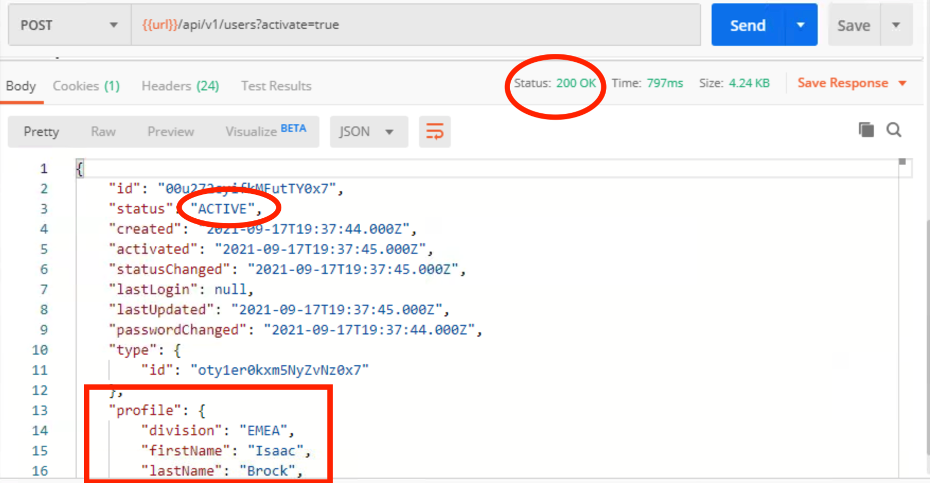 POST {{url}}/api/v1/users?activate=true Send Save
Body Cookies (1) Headers (24) Test Results Status: 200 OK Time: 797ms Size: 4.24 KB Save Response
Pretty Raw Preview Visualize BETA JSON
1 {
2 "id":
3 "status": "ACTIVE",
4 "created": "2021-09-17T19:37:44.000Z",
5 "activated": "2021-09-17T19:37:45.000Z",
6 "statusChanged": "2021-09-17T19:37:45.000Z",
7 "lastLogin": null,
8 "lastUpdated": "2021-09-17T19:37:45.000Z",
9 "passwordChanged": "2021-09-17T19:37:44.000Z",
10 "type": {
11 "id": "oty1er0kxm5NyZvNz0x7"
12 },
13 "profile": {
14 "division": "EMEA",
15 "firstName": "Isaac",
16 "lastName": "Brock",